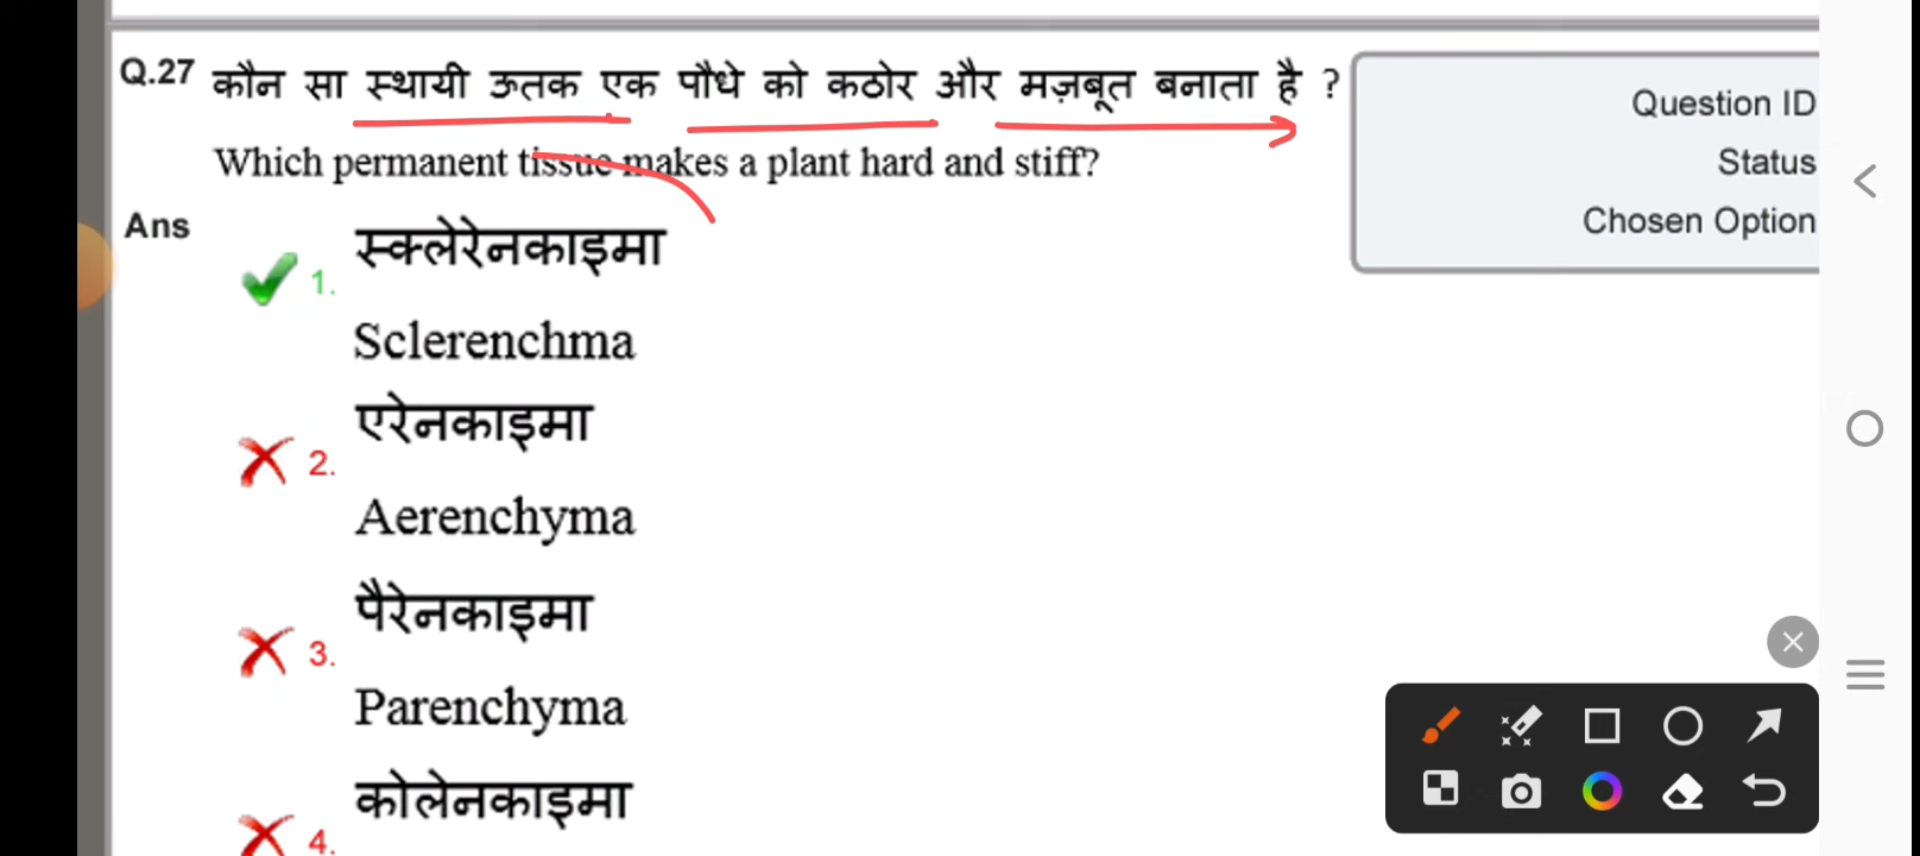 Q.27 कौन सा स्थायी ऊतक एक पौधे को कठोर और मज़बूत बनाता है ?
Which permanent tissue makes a plant hard and stiff?
Question ID
Status
Chosen Option
Ans
1. स्क्लेरेनकाइमा
Sclerenchma
2. एरेनकाइमा
Aerenchyma
3. पैरेनकाइमा
Parenchyma
4. कोलेनकाइमा